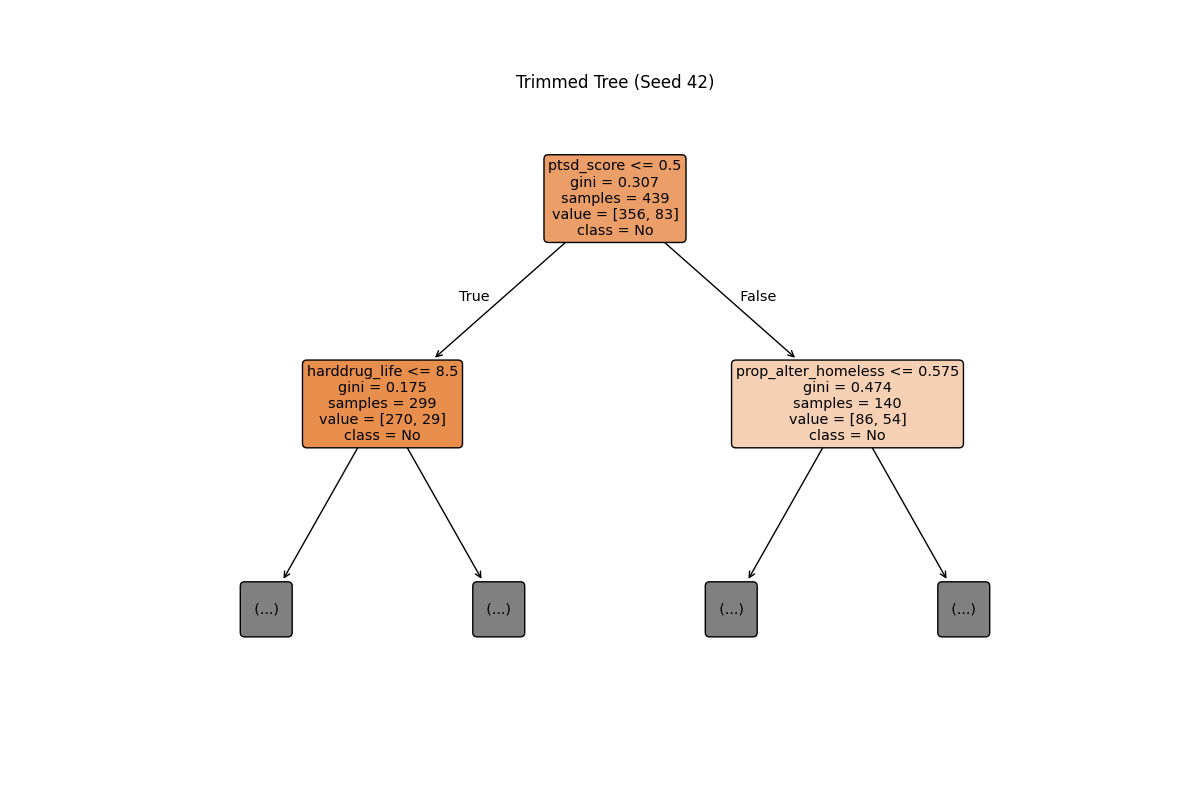 Trimmed Tree (Seed 42)
ptsd_score <= 0.5
gini = 0.307
samples = 439
value = [356, 83]
class = No
True
False
harddrug_life <= 8.5
gini = 0.175
samples = 299
value = [270, 29]
class = No
prop_alter_homeless <= 0.575
gini = 0.474
samples = 140
value = [86, 54]
class = No
(...)
(...)
(...)
(...)